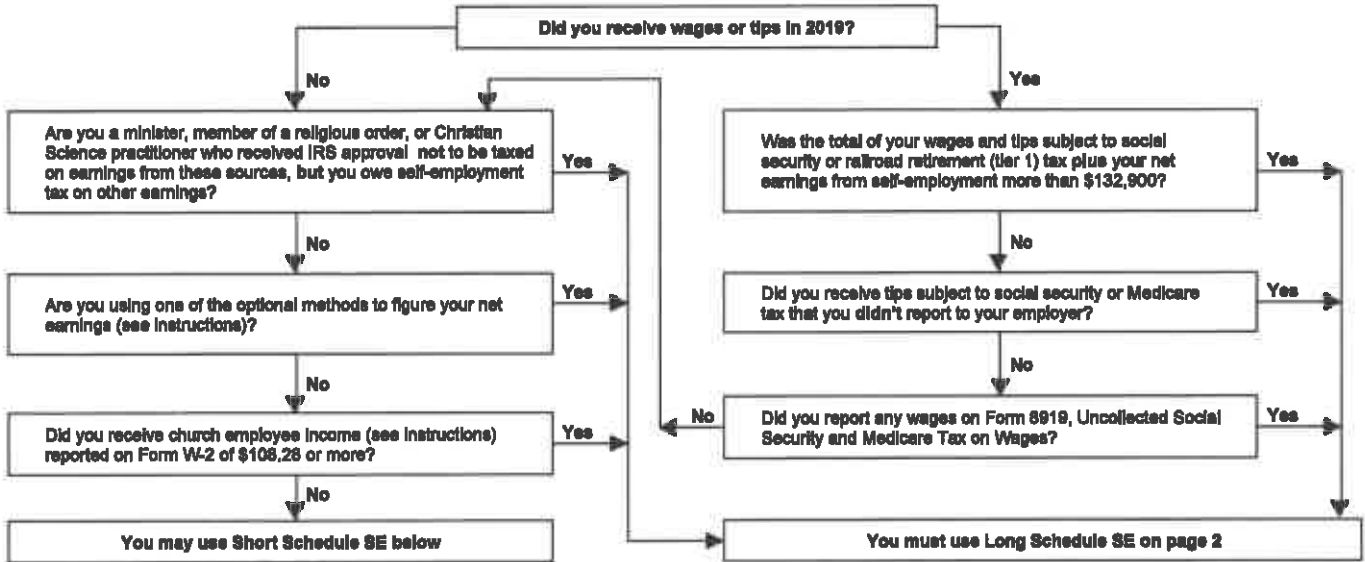 Did you receive wages or tips in 2019?
No
Yes
Are you a minister, member of a religious order, or Christian
Science practitioner who received IRS approval not to be taxed
on earnings from these sources, but you owe self-employment
tax on other earnings?
Yes
Was the total of your wages and tips subject to social
security or railroad retirement (tier 1) tax plus your net
earnings from self-employment more than $132,900?
Yes
No
No
Are you using one of the optional methods to figure your net
earnings (see instructions)?
Yes
Did you receive tips subject to social security or Medicare
tax that you didn't report to your employer?
Yes
No
No
Did you receive church employee income (see instructions)
reported on Form W-2 of $108.28 or more?
Yes
No
Did you report any wages on Form 8919, Uncollected Social
Security and Medicare Tax on Wages?
Yes
No
You may use Short Schedule SE below
You must use Long Schedule SE on page 2